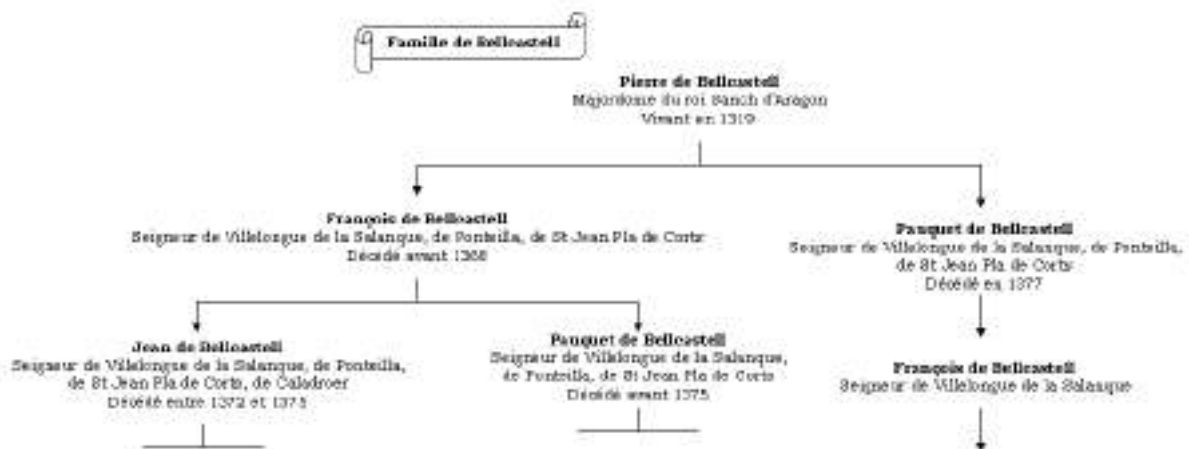 Famille de Bellcastell
Pierre de Bellcastell
Majordome du roi Sanch d'Aragon
Vivant en 1319
François de Bellcastell
Seigneur de Villelongue de la Salanque, de Ponteilla, de St Jean Pla de Corts
Décédé avant 1368
Pauquet de Bellcastell
Seigneur de Villelongue de la Salanque, de Ponteilla,
de St Jean Pla de Corts
Décédé en 1377
Jean de Bellcastell
Seigneur de Villelongue de la Salanque, de Ponteilla,
de St Jean Pla de Corts, de Caladroer
Décédé entre 1372 et 1375
Pauquet de Bellcastell
Seigneur de Villelongue de la Salanque,
de Ponteilla, de St Jean Pla de Corts
Décédé avant 1375
François de Bellcastell
Seigneur de Villelongue de la Salanque